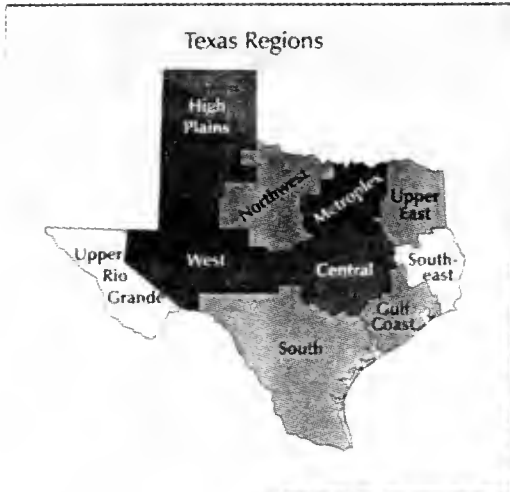 Texas Regions
High
Plains
Northwest
Metroplex
Upper
East
Upper
Rio
Grande
West
Central
South-
east
Gulf
Coast
South